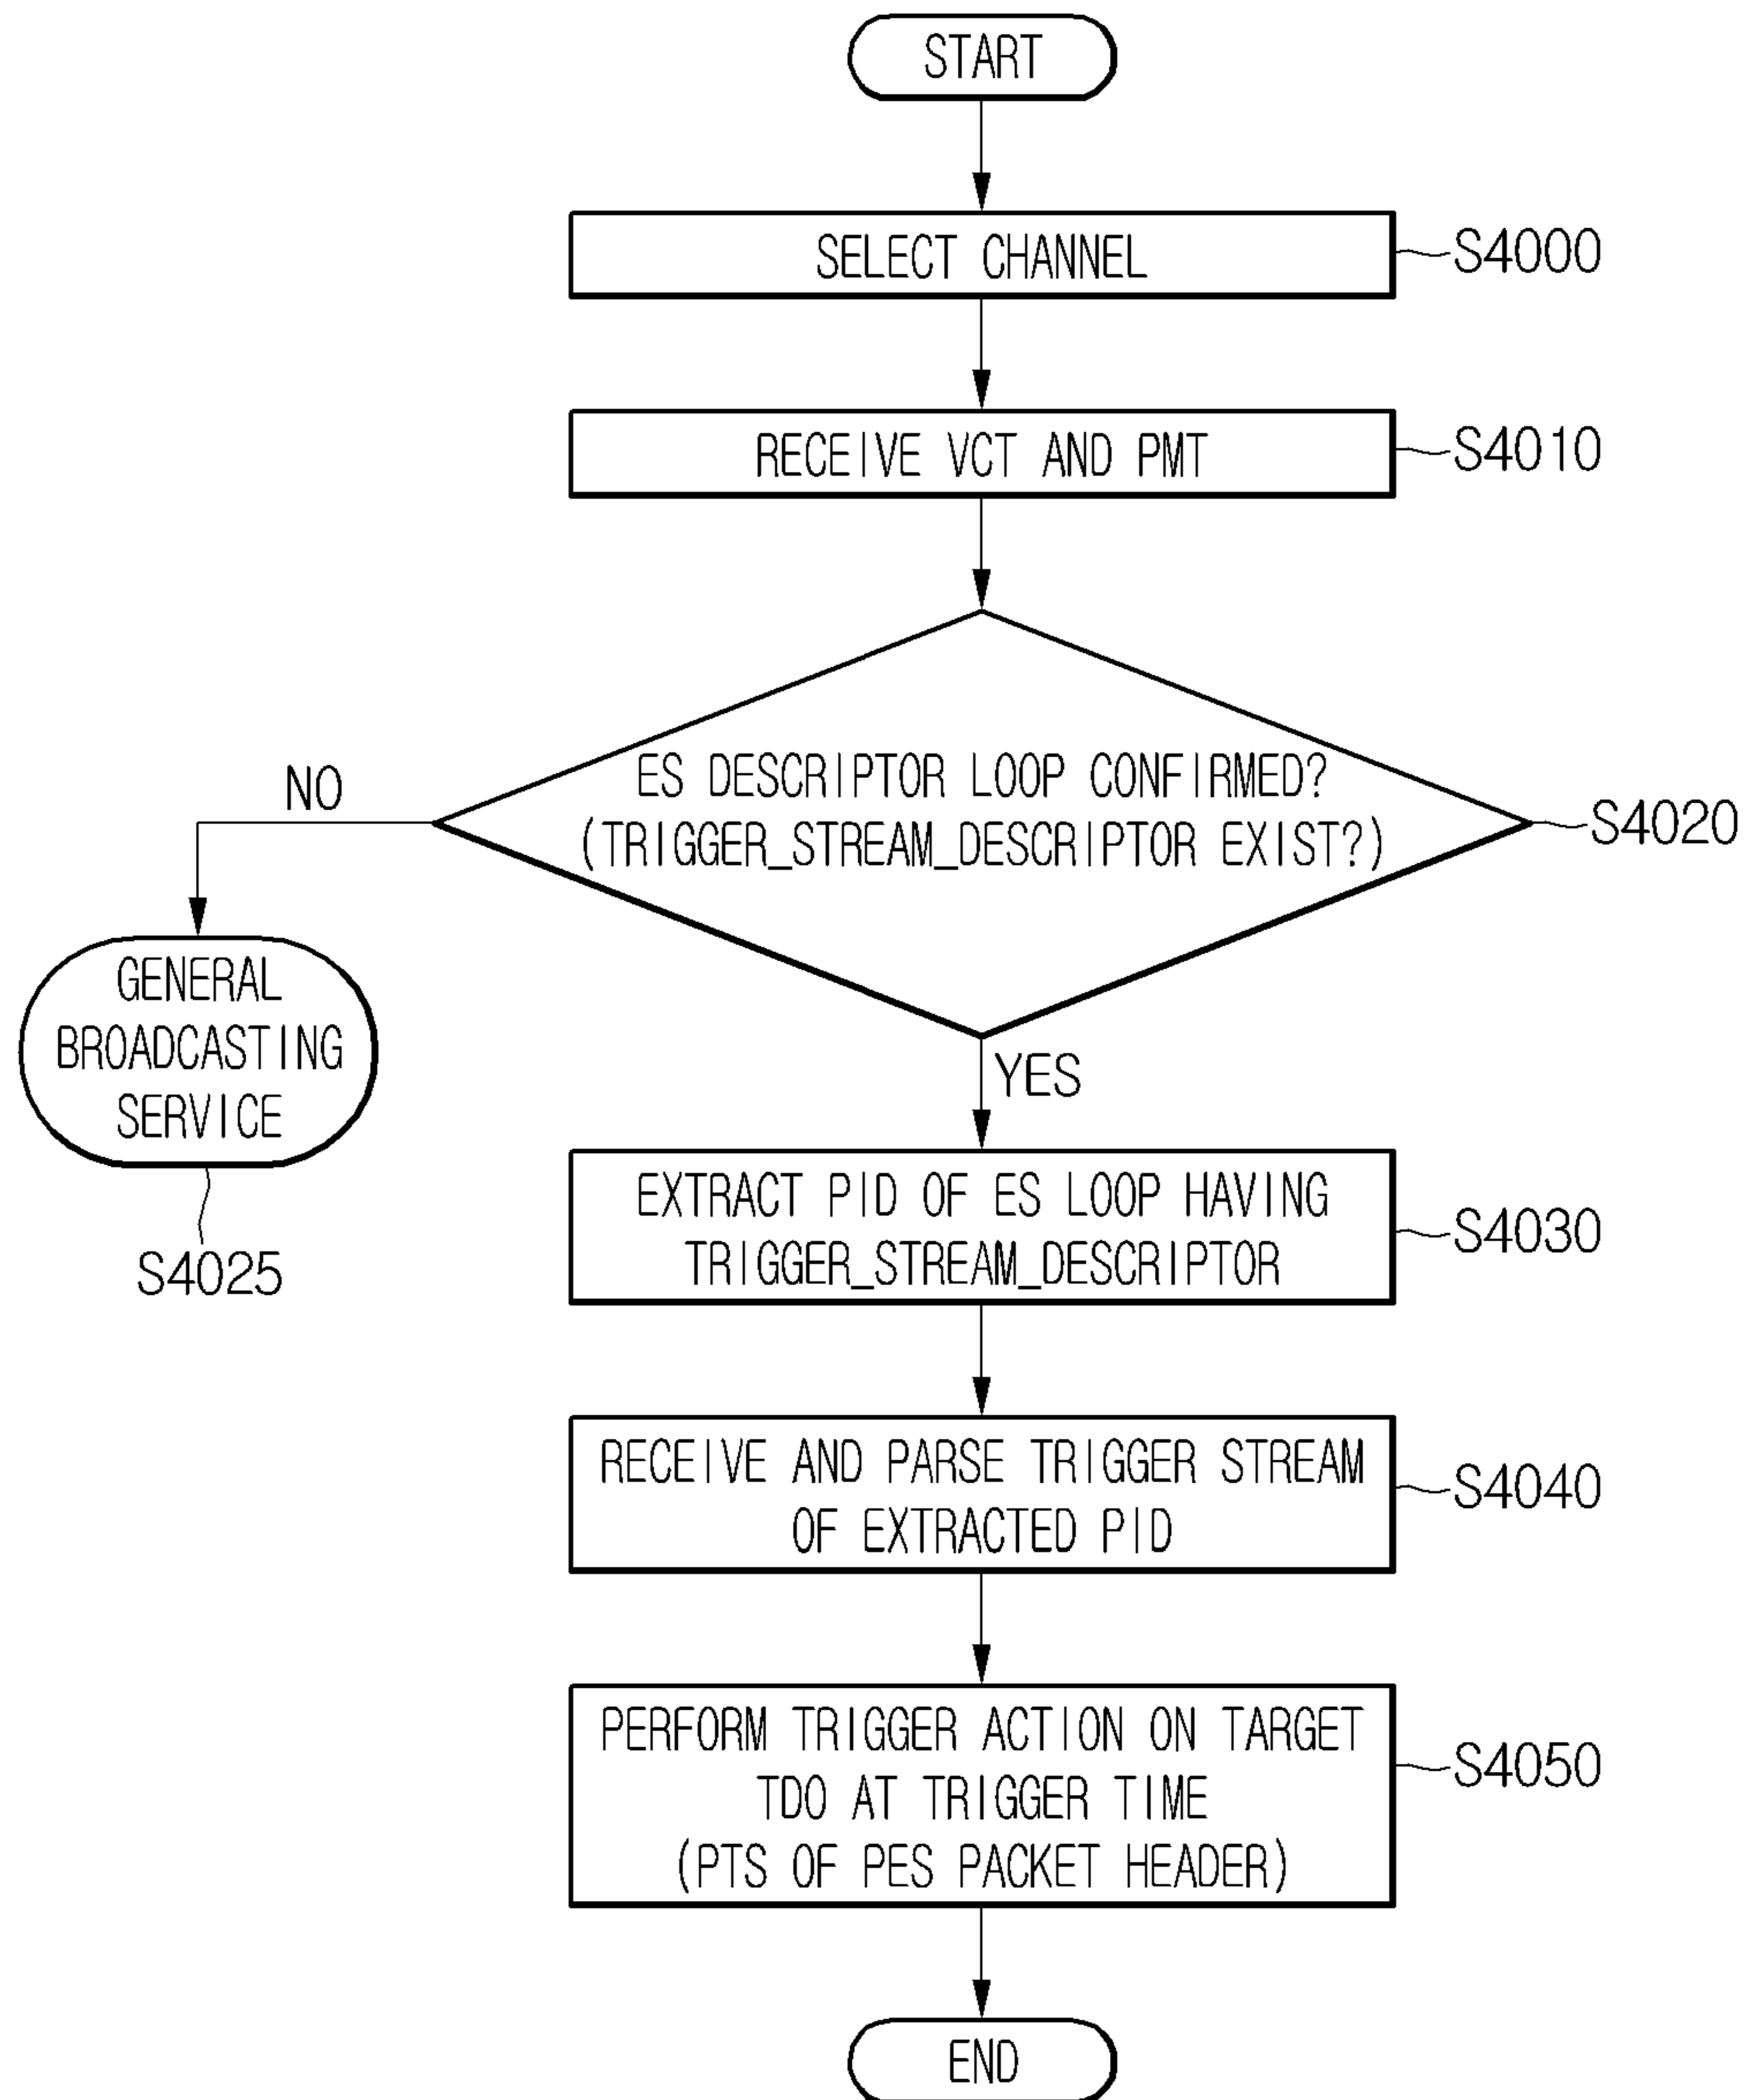 START
SELECT CHANNEL
S4000
RECEIVE VCT AND PMT
S4010
ES DESCRIPTOR LOOP CONFIRMED?
(TRIGGER_STREAM_DESCRIPTOR EXIST?)
S4020
NO
GENERAL
BROADCASTING
SERVICE
S4025
YES
EXTRACT PID OF ES LOOP HAVING
TRIGGER_STREAM_DESCRIPTOR
S4030
RECEIVE AND PARSE TRIGGER STREAM
OF EXTRACTED PID
S4040
PERFORM TRIGGER ACTION ON TARGET
TDO AT TRIGGER TIME
(PTS OF PES PACKET HEADER)
S4050
END